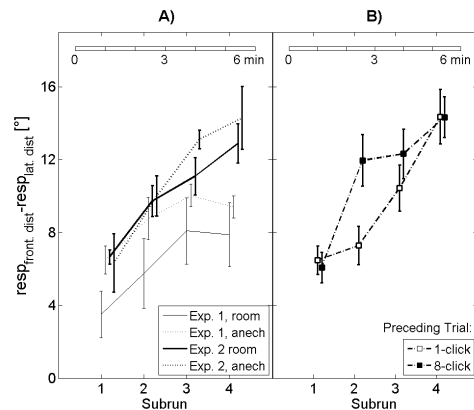 A)
B)
0 3 6 min
0 3 6 min
16
12
8
4
0
resp front. dist-resp lat. dist [°]
Exp. 1, room
Exp. 1, anech
Exp. 2 room
Exp. 2, anech
Preceding Trial:
1-click
8-click
1 2 3 4
1 2 3 4
Subrun
Subrun